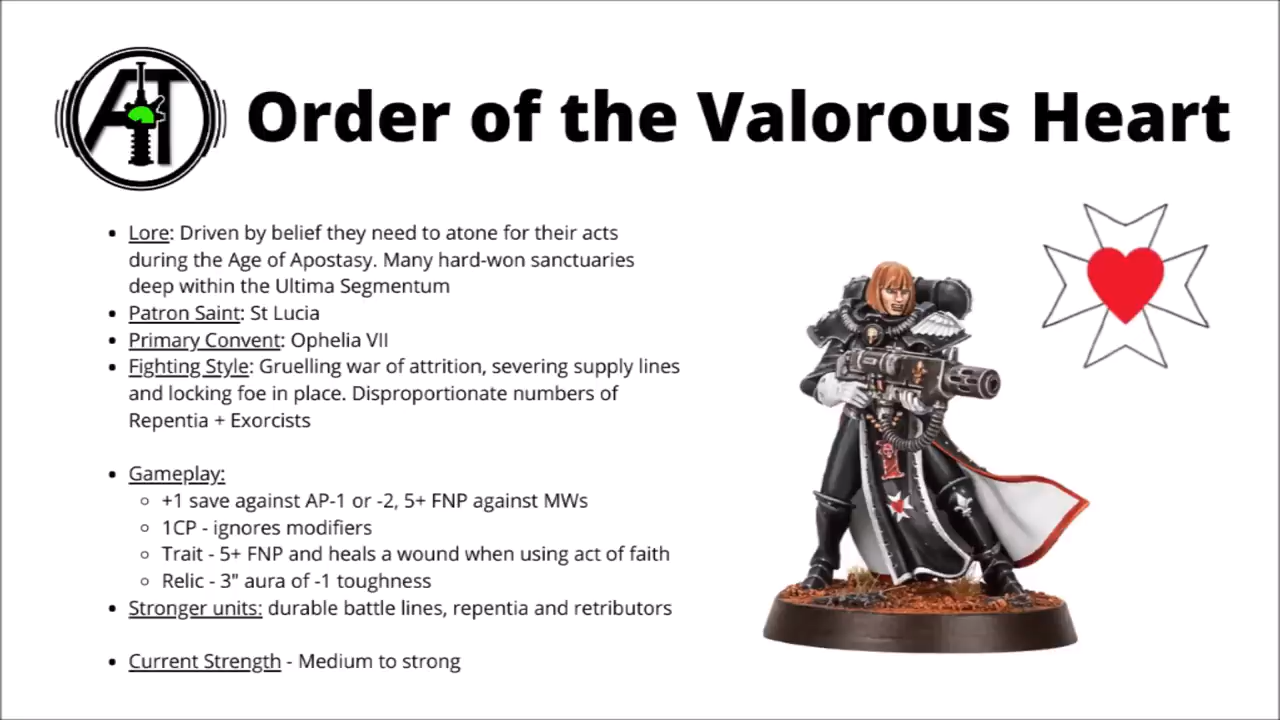 AT
Order of the Valorous Heart
• Lore: Driven by belief they need to atone for their acts
during the Age of Apostasy. Many hard-won sanctuaries
deep within the Ultima Segmentum
• Patron Saint: St Lucia
• Primary Convent: Ophelia VII
• Fighting Style: Gruelling war of attrition, severing supply lines
and locking foe in place. Disproportionate numbers of
Repentia + Exorcists
• Gameplay:
◦ +1 save against AP-1 or -2, 5+ FNP against MWs
◦ 1CP - ignores modifiers
◦ Trait - 5+ FNP and heals a wound when using act of faith
◦ Relic - 3" aura of -1 toughness
• Stronger units: durable battle lines, repentia and retributors
• Current Strength - Medium to strong